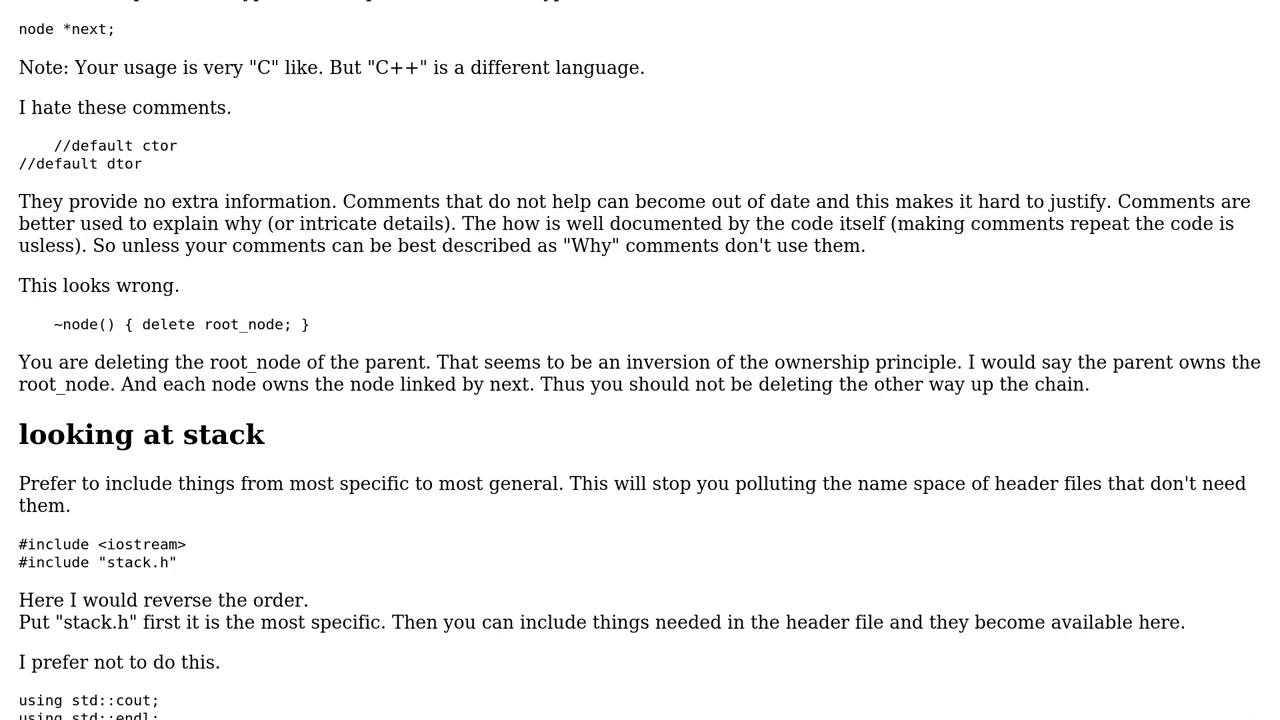 node *next;
Note: Your usage is very "C" like. But "C++" is a different language.
I hate these comments.
//default ctor
//default dtor
They provide no extra information. Comments that do not help can become out of date and this makes it hard to justify. Comments are
better used to explain why (or intricate details). The how is well documented by the code itself (making comments repeat the code is
usless). So unless your comments can be best described as "Why" comments don't use them.
This looks wrong.
~node() { delete root_node; }
You are deleting the root_node of the parent. That seems to be an inversion of the ownership principle. I would say the parent owns the
root_node. And each node owns the node linked by next. Thus you should not be deleting the other way up the chain.
looking at stack
Prefer to include things from most specific to most general. This will stop you polluting the name space of header files that don't need
them.
#include <iostream>
#include "stack.h"
Here I would reverse the order.
Put "stack.h" first it is the most specific. Then you can include things needed in the header file and they become available here.
I prefer not to do this.
using std::cout;
using std::endl;